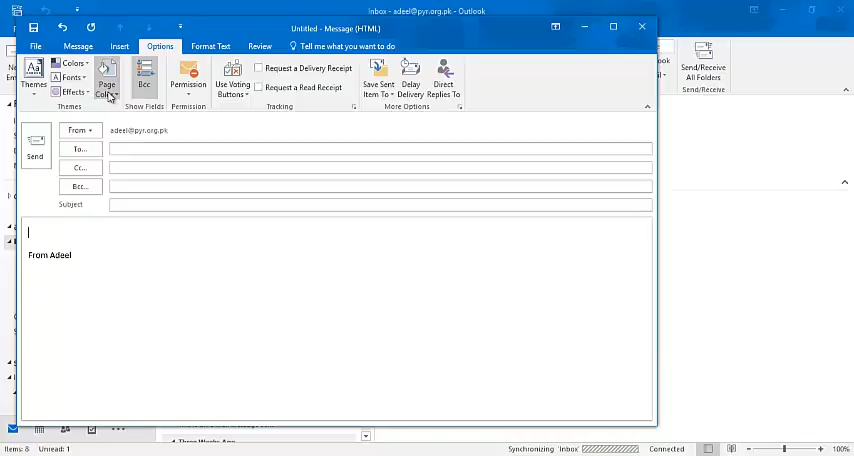 Inbox - adeel@pyr.org.pk - Outlook
Untitled - Message (HTML)
File Message Insert Options Format Text Review Tell me what you want to do
Themes
Colors
Fonts
Effects
Page
Color
Bcc
Permission
Use Voting
Buttons
Request a Delivery Receipt
Request a Read Receipt
Save Sent
Item To
Delay
Delivery
Direct
Replies To
Send/Receive
All Folders
Themes Show Fields Permission Tracking More Options Send/Receive
From adeel@pyr.org.pk
To...
Cc...
Bcc...
Send
Subject
From Adeel
Three Weeks Ago
Items: 8 Unread: 1 Synchronizing 'Inbox' Connected 100%